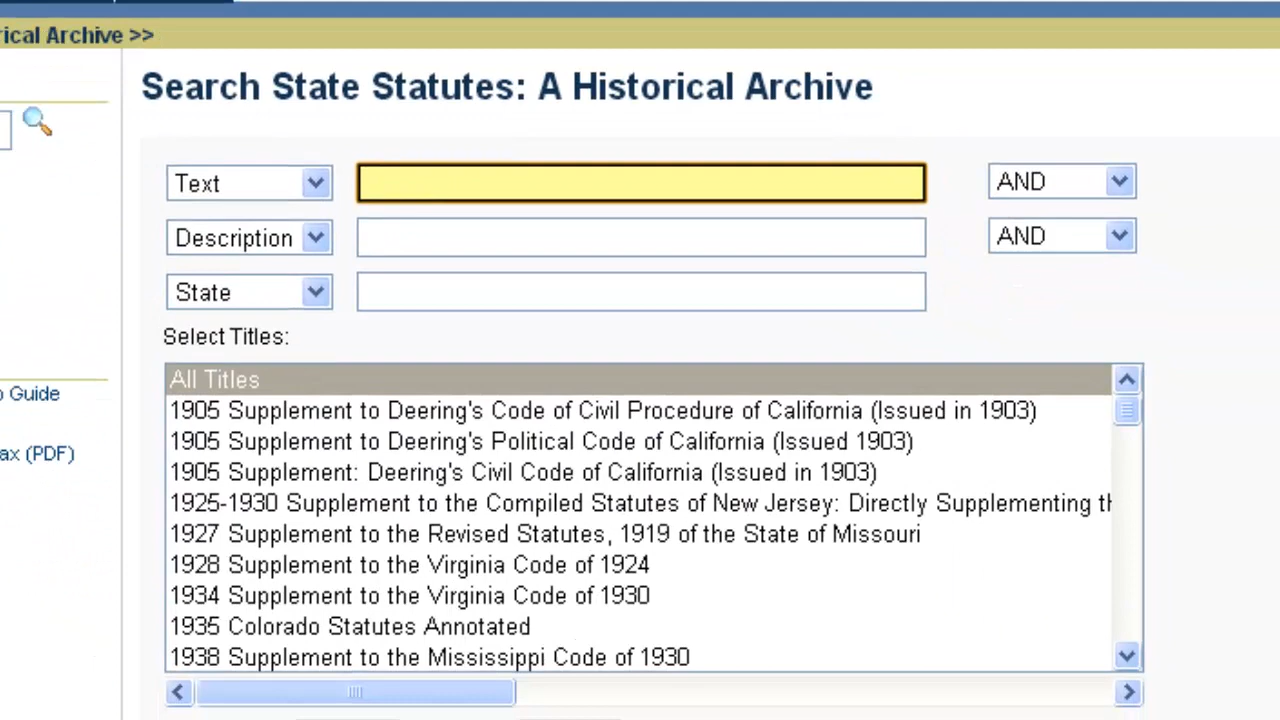 rical Archive >>
Search State Statutes: A Historical Archive
Text
AND
Description
AND
State
Select Titles:
All Titles
1905 Supplement to Deering's Code of Civil Procedure of California (Issued in 1903)
Guide
1905 Supplement to Deering's Political Code of California (Issued 1903)
ax (PDF)
1905 Supplement: Deering's Civil Code of California (Issued in 1903)
1925-1930 Supplement to the Compiled Statutes of New Jersey: Directly Supplementing th
1927 Supplement to the Revised Statutes, 1919 of the State of Missouri
1928 Supplement to the Virginia Code of 1924
1934 Supplement to the Virginia Code of 1930
1935 Colorado Statutes Annotated
1938 Supplement to the Mississippi Code of 1930